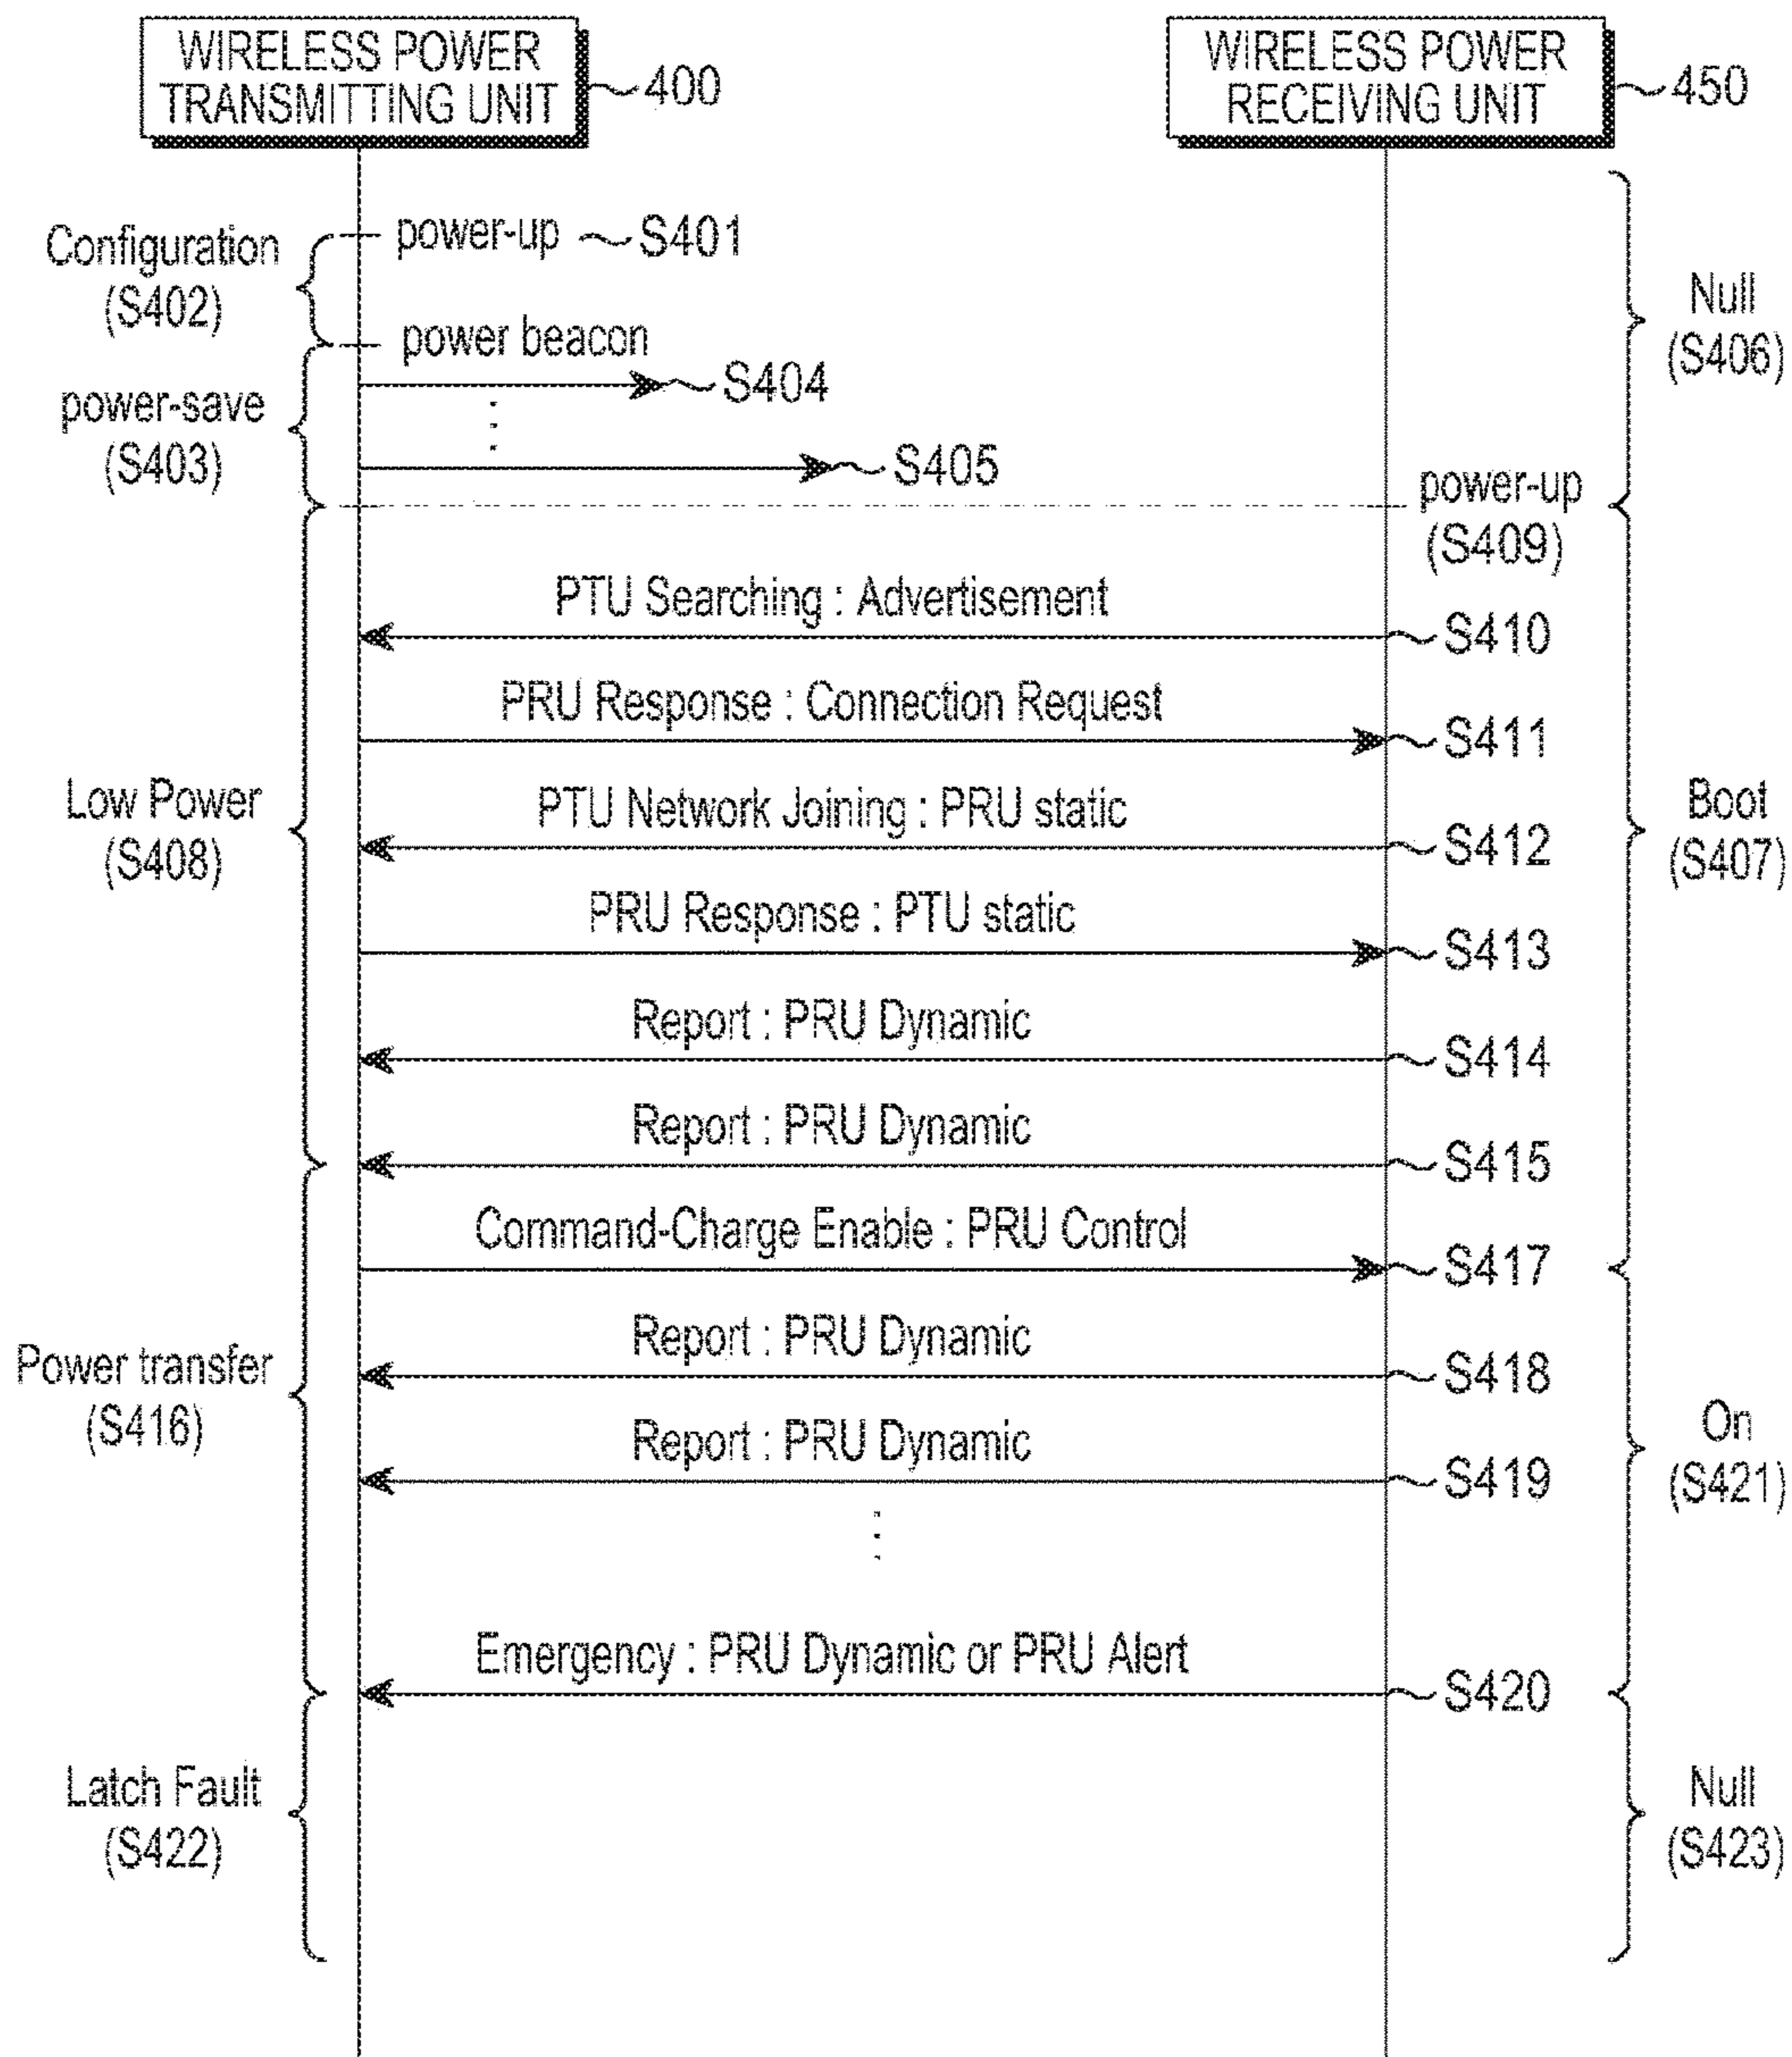 WIRELESS POWER
TRANSMITTING UNIT
400
WIRELESS POWER
RECEIVING UNIT
450
Configuration
(S402)
power-up
S401
Null
(S406)
power beacon
S404
power-save
(S403)
S405
power-up
(S409)
PTU Searching : Advertisement
S410
PRU Response : Connection Request
S411
Low Power
(S408)
PTU Network Joining : PRU static
S412
Boot
(S407)
PRU Response : PTU static
S413
Report : PRU Dynamic
S414
Report : PRU Dynamic
S415
Command-Charge Enable : PRU Control
S417
Power transfer
(S416)
Report : PRU Dynamic
S418
Report : PRU Dynamic
S419
On
(S421)
Emergency : PRU Dynamic or PRU Alert
S420
Latch Fault
(S422)
Null
(S423)